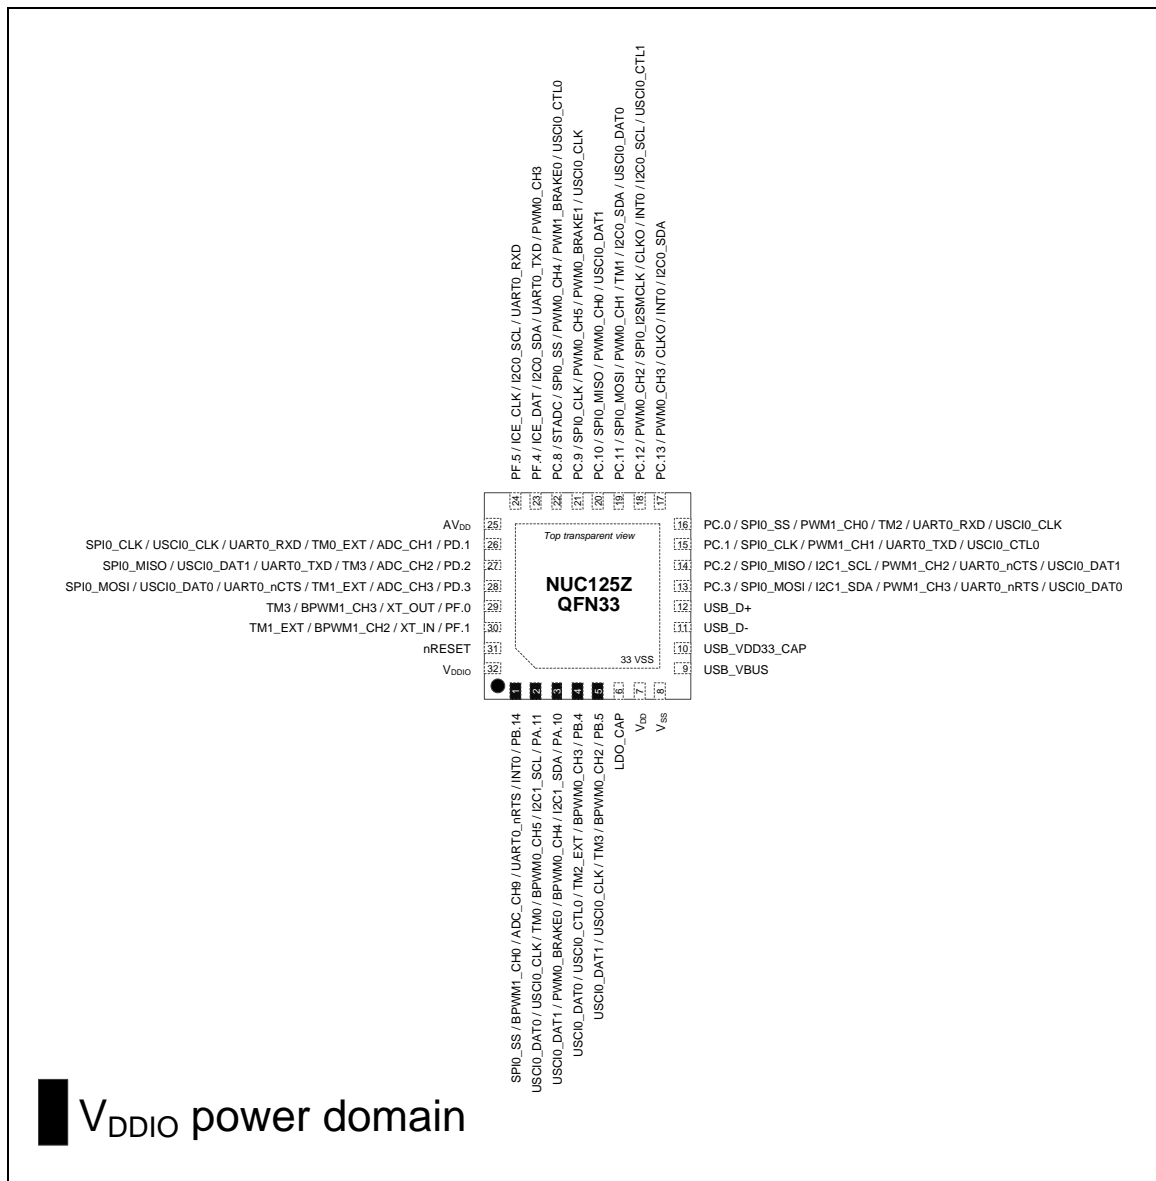 PF.5 / ICE_CLK / I2C0_SCL / UART0_RXD
PF.4 / ICE_DAT / I2C0_SDA / UART0_TXD / PWM0_CH3
PC.8 / STADC / SPI0_SS / PWM0_CH4 / PWM1_BRAKE0 / USCI0_CTL0
PC.9 / SPI0_CLK / PWM0_CH5 / PWM0_BRAKE1 / USCI0_CLK
PC.10 / SPI0_MISO / PWM0_CH0 / USCI0_DAT1
PC.11 / SPI0_MOSI / PWM0_CH1 / TM1 / I2C0_SDA / USCI0_DAT0
PC.12 / PWM0_CH2 / SPI0_I2SMCLK / CLKO / INT0 / I2C0_SCL / USCI0_CTL1
PC.13 / PWM0_CH3 / CLKO / INT0 / I2C0_SDA
24 23 22 21 20 19 18 17
AVDD 25
SPI0_CLK / USCI0_CLK / UART0_RXD / TM0_EXT / ADC_CH1 / PD.1 26
SPI0_MISO / USCI0_DAT1 / UART0_TXD / TM3 / ADC_CH2 / PD.2 27
SPI0_MOSI / USCI0_DAT0 / UART0_nCTS / TM1_EXT / ADC_CH3 / PD.3 28
TM3 / BPWM1_CH3 / XT_OUT / PF.0 29
TM1_EXT / BPWM1_CH2 / XT_IN / PF.1 30
nRESET 31
VDDIO 32
Top transparent view
NUC125Z
QFN33
33 VSS
16 PC.0 / SPI0_SS / PWM1_CH0 / TM2 / UART0_RXD / USCI0_CLK
15 PC.1 / SPI0_CLK / PWM1_CH1 / UART0_TXD / USCI0_CTL0
14 PC.2 / SPI0_MISO / I2C1_SCL / PWM1_CH2 / UART0_nCTS / USCI0_DAT1
13 PC.3 / SPI0_MOSI / I2C1_SDA / PWM1_CH3 / UART0_nRTS / USCI0_DAT0
12 USB_D+
11 USB_D-
10 USB_VDD33_CAP
9 USB_VBUS
1 2 3 4 5 6 7 8
SPI0_SS / BPWM1_CH0 / ADC_CH9 / UART0_nRTS / INT0 / PB.14
USCI0_DAT0 / USCI0_CLK / TM0 / BPWM0_CH5 / I2C1_SCL / PA.11
USCI0_DAT1 / PWM0_BRAKE0 / BPWM0_CH4 / I2C1_SDA / PA.10
USCI0_DAT0 / USCI0_CTL0 / TM2_EXT / BPWM0_CH3 / PB.4
USCI0_DAT1 / USCI0_CLK / TM3 / BPWM0_CH2 / PB.5
LDO_CAP
VDD
VSS
VDDIO power domain